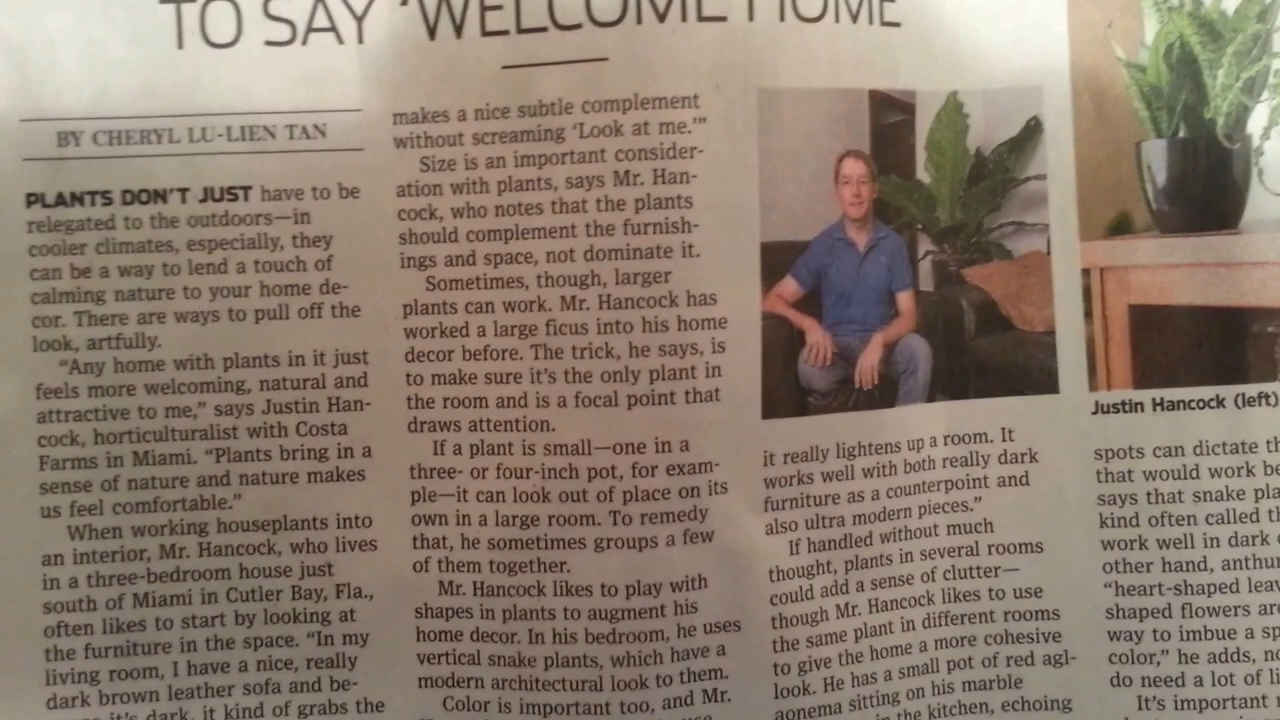 TO SAY 'WELCOME HOME
BY CHERYL LU-LIEN TAN
PLANTS DON'T JUST have to be
relegated to the outdoors—in
cooler climates, especially, they
can be a way to lend a touch of
calming nature to your home de-
cor. There are ways to pull off the
look, artfully.
"Any home with plants in it just
feels more welcoming, natural and
attractive to me," says Justin Han-
cock, horticulturalist with Costa
Farms in Miami. "Plants bring in a
sense of nature and nature makes
us feel comfortable."
When working houseplants into
an interior, Mr. Hancock, who lives
in a three-bedroom house just
south of Miami in Cutler Bay, Fla.,
often likes to start by looking at
the furniture in the space. "In my
living room, I have a nice, really
dark brown leather sofa and be-
it's dark, it kind of grabs the
makes a nice subtle complement
without screaming 'Look at me.'"
Size is an important consider-
ation with plants, says Mr. Han-
cock, who notes that the plants
should complement the furnish-
ings and space, not dominate it.
Sometimes, though, larger
plants can work. Mr. Hancock has
worked a large ficus into his home
decor before. The trick, he says, is
to make sure it's the only plant in
the room and is a focal point that
draws attention.
If a plant is small—one in a
three- or four-inch pot, for exam-
ple—it can look out of place on its
own in a large room. To remedy
that, he sometimes groups a few
of them together.
Mr. Hancock likes to play with
shapes in plants to augment his
home decor. In his bedroom, he uses
vertical snake plants, which have a
modern architectural look to them.
Color is important too, and Mr.
it really lightens up a room. It
works well with both really dark
furniture as a counterpoint and
also ultra modern pieces."
If handled without much
thought, plants in several rooms
could add a sense of clutter—
though Mr. Hancock likes to use
the same plant in different rooms
to give the home a more cohesive
look. He has a small pot of red agl-
aonema sitting on his marble
in the kitchen, echoing
Justin Hancock (left)
spots can dictate th
that would work be
says that snake pla
kind often called th
work well in dark
other hand, anthur
"heart-shaped leav
shaped flowers are
way to imbue a sp
color," he adds, no
do need a lot of li
It's important